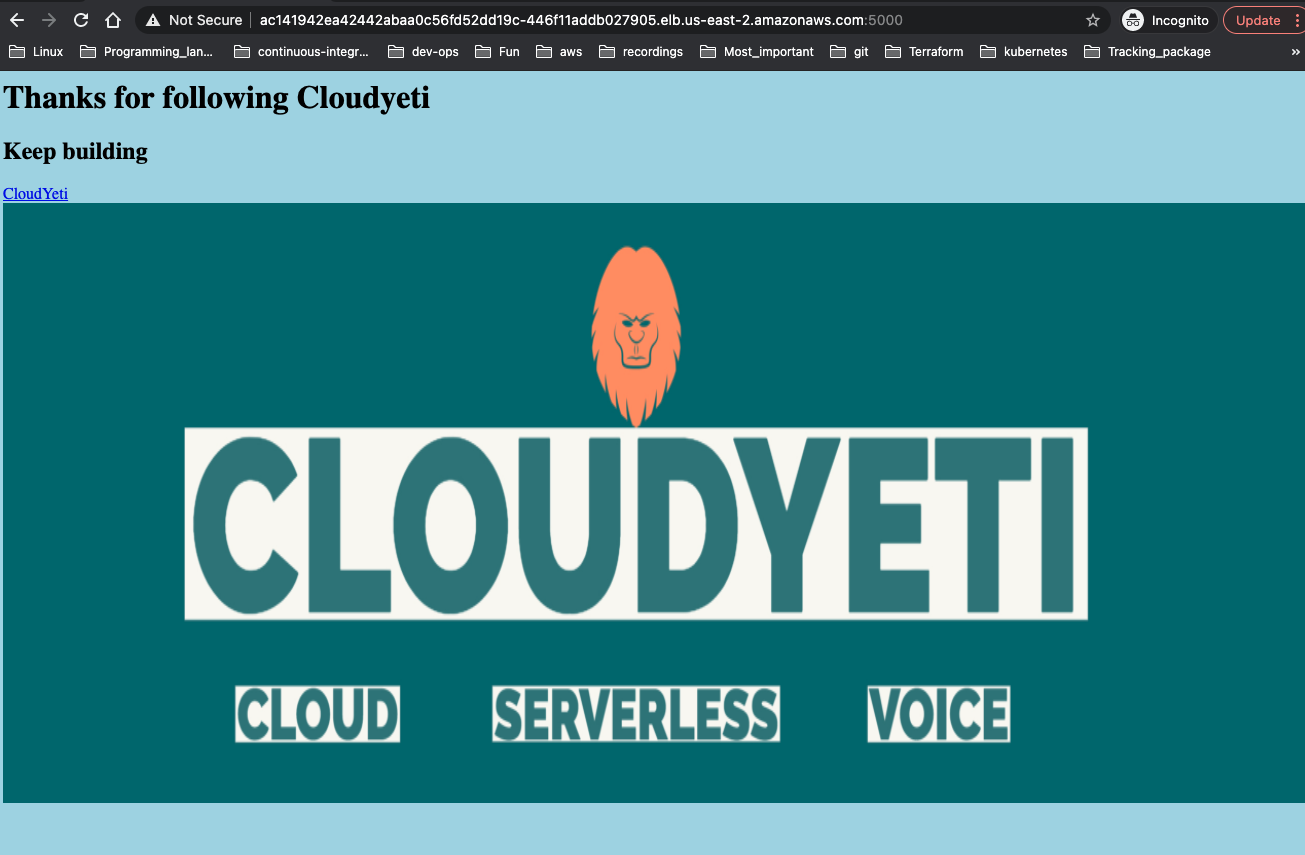 Not Secure ac141942ea42442abaa0c56fd52dd19c-446f11addb027905.elb.us-east-2.amazonaws.com:5000 Incognito Update
Linux Programming_lan... continuous-integr... dev-ops Fun aws recordings Most_important git Terraform kubernetes Tracking_package »
Thanks for following Cloudyeti
Keep building
CloudYeti
CLOUDYETI
CLOUD SERVERLESS VOICE